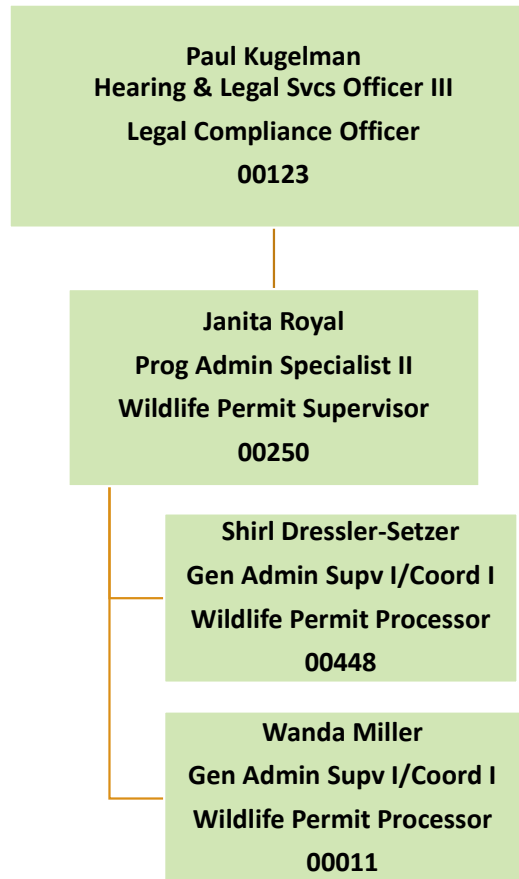 Paul Kugelman
Hearing & Legal Svcs Officer III
Legal Compliance Officer
00123
Janita Royal
Prog Admin Specialist II
Wildlife Permit Supervisor
00250
Shirl Dressler-Setzer
Gen Admin Supv I/Coord I
Wildlife Permit Processor
00448
Wanda Miller
Gen Admin Supv I/Coord I
Wildlife Permit Processor
00011